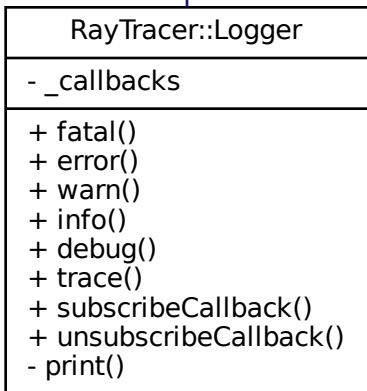 RayTracer::Logger
- _callbacks
+ fatal()
+ error()
+ warn()
+ info()
+ debug()
+ trace()
+ subscribeCallback()
+ unsubscribeCallback()
- print()